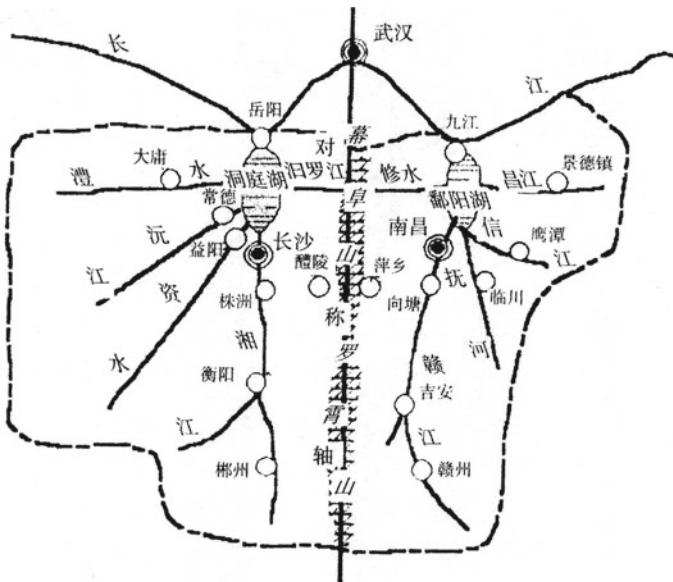 武汉
长
江
岳阳
九江
对
幕
大庸
澧
水
洞庭湖
汨罗江
修水
昌江
景德镇
阜
鄱阳湖
常德
南昌
信
沅
益阳
长沙
鹰潭
江
山
醴陵
萍乡
抚
江
资
株洲
向塘
临川
称
湘
罗
河
水
衡阳
赣
吉安
霄
江
江
轴
郴州
赣州
山